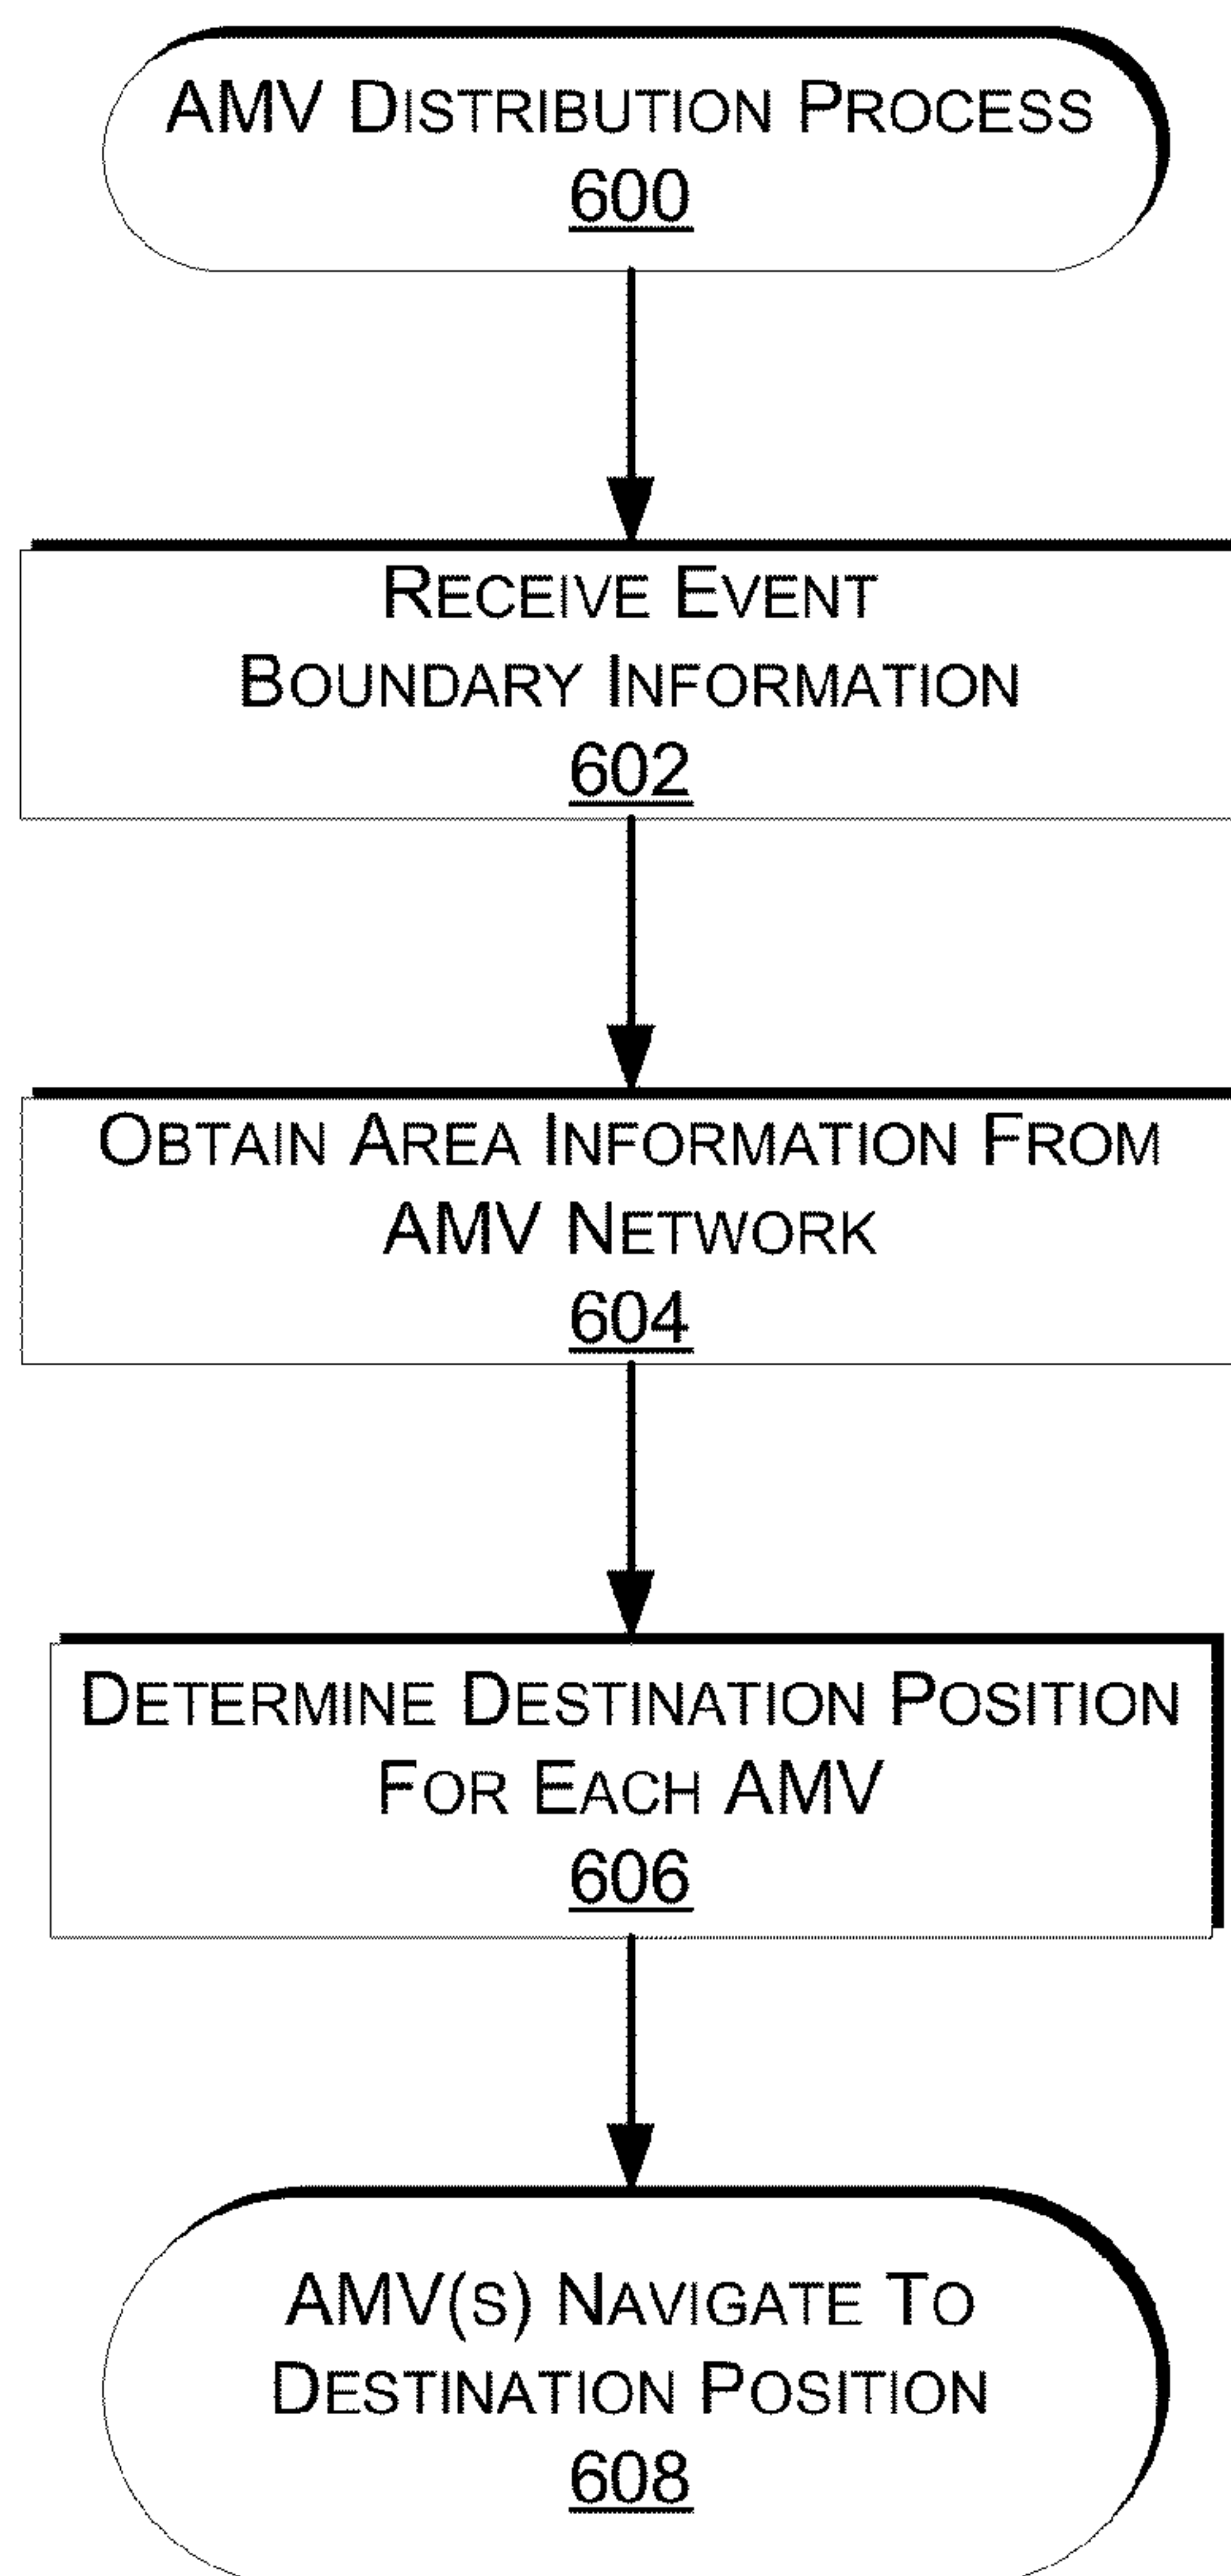 AMV DISTRIBUTION PROCESS
600
RECEIVE EVENT
BOUNDARY INFORMATION
602
OBTAIN AREA INFORMATION FROM
AMV NETWORK
604
DETERMINE DESTINATION POSITION
FOR EACH AMV
606
AMV(S) NAVIGATE TO
DESTINATION POSITION
608